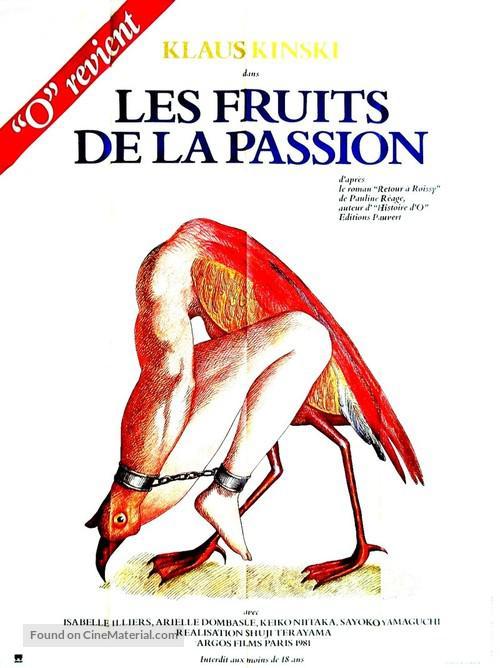 "O" revient
KLAUS KINSKI
dans
LES FRUITS
DE LA PASSION
d'après
le roman "Retour a Roissy"
de Pauline Réage,
auteur d'"Histoire d'O"
Editions Pauvert
avec
ISABELLE ILLIERS, ARIELLE DOMBASLE, KEIKO NIITAKA, SAYOKO YAMAGUCHI
REALISATION SHUJI TERAYAMA
ARGOS FILMS PARIS 1981
Interdit aux moins de 18 ans
Found on CineMaterial.com